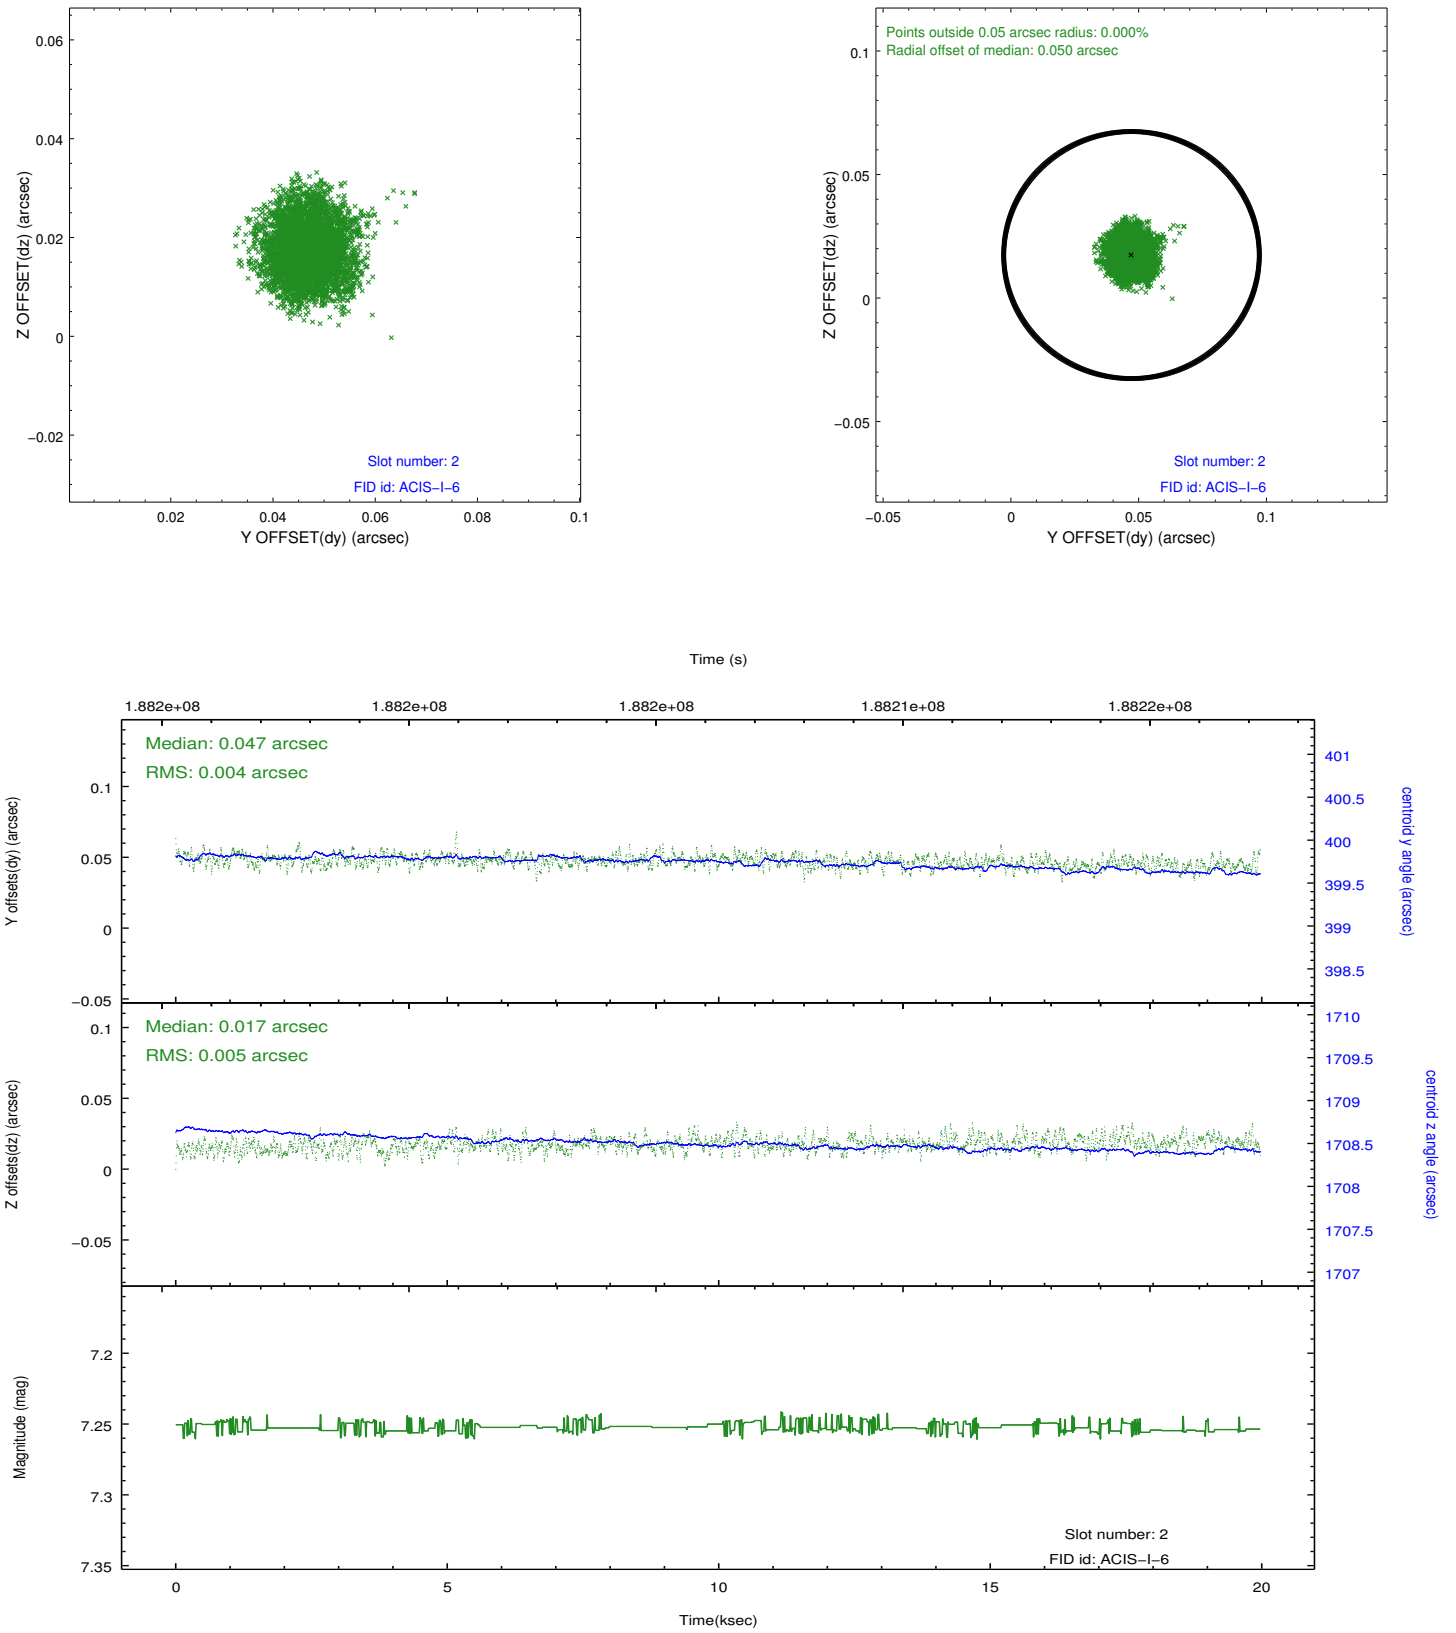 0.06
0.04
0.02
0
−0.02
0.02
0.04
0.06
0.08
0.1
Z OFFSET(dz) (arcsec)
Y OFFSET(dy) (arcsec)
Slot number: 2
FID id: ACIS−I−6
Points outside 0.05 arcsec radius: 0.000%
Radial offset of median: 0.050 arcsec
0.1
0.05
0
−0.05
−0.05
0
0.05
0.1
Z OFFSET(dz) (arcsec)
Y OFFSET(dy) (arcsec)
Slot number: 2
FID id: ACIS−I−6
Time (s)
1.882e+08
1.882e+08
1.882e+08
1.8821e+08
1.8822e+08
Median: 0.047 arcsec
RMS: 0.004 arcsec
0.1
0.05
0
−0.05
Y offsets(dy) (arcsec)
401
400.5
400
399.5
399
398.5
centroid y angle (arcsec)
Median: 0.017 arcsec
RMS: 0.005 arcsec
0.1
0.05
0
−0.05
Z offsets(dz) (arcsec)
1710
1709.5
1709
1708.5
1708
1707.5
1707
centroid z angle (arcsec)
7.2
7.25
7.3
7.35
Magnitude (mag)
Slot number: 2
FID id: ACIS−I−6
0
5
10
15
20
Time(ksec)